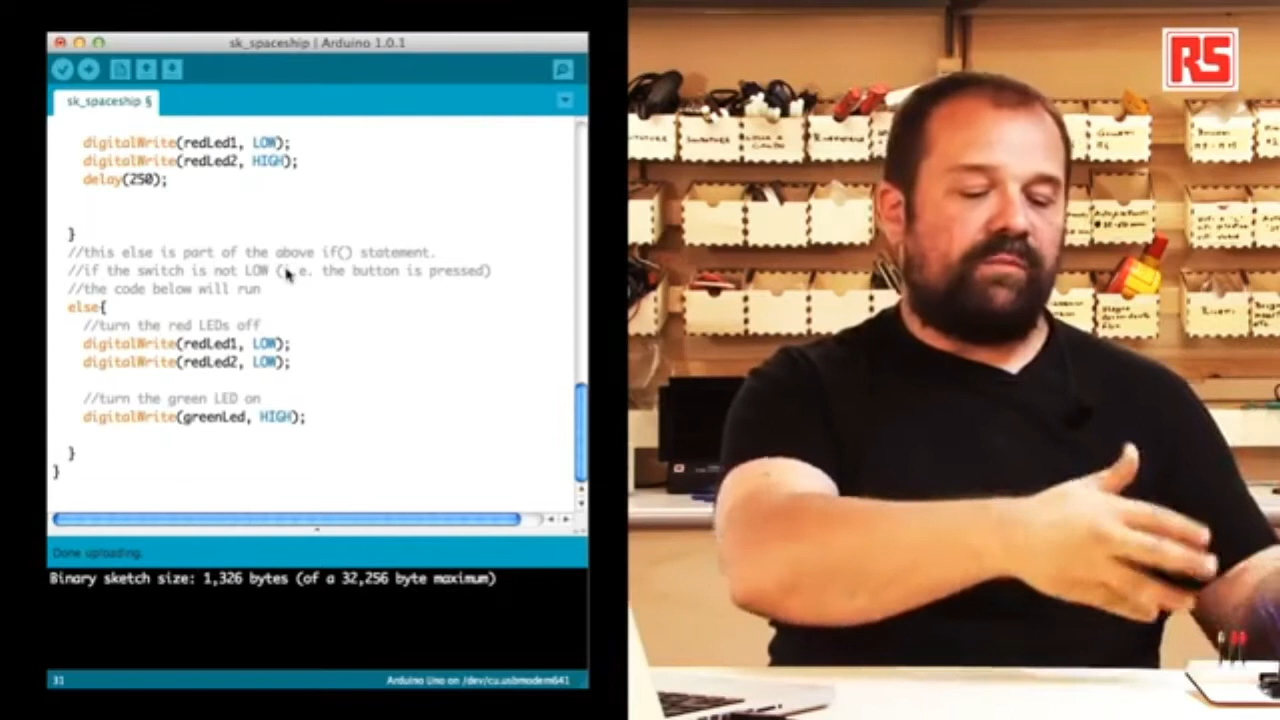 sk_spaceship | Arduino 1.0.1
sk_spaceship §
digitalWrite(redLed1, LOW);
digitalWrite(redLed2, HIGH);
delay(250);
}
//this else is part of the above if() statement.
//if the switch is not LOW (i.e. the button is pressed)
//the code below will run
else{
//turn the red LEDs off
digitalWrite(redLed1, LOW);
digitalWrite(redLed2, LOW);
//turn the green LED on
digitalWrite(greenLed, HIGH);
}
}
Done uploading.
Binary sketch size: 1,326 bytes (of a 32,256 byte maximum)
31
Arduino Uno on /dev/cu.usbmodem641
RS